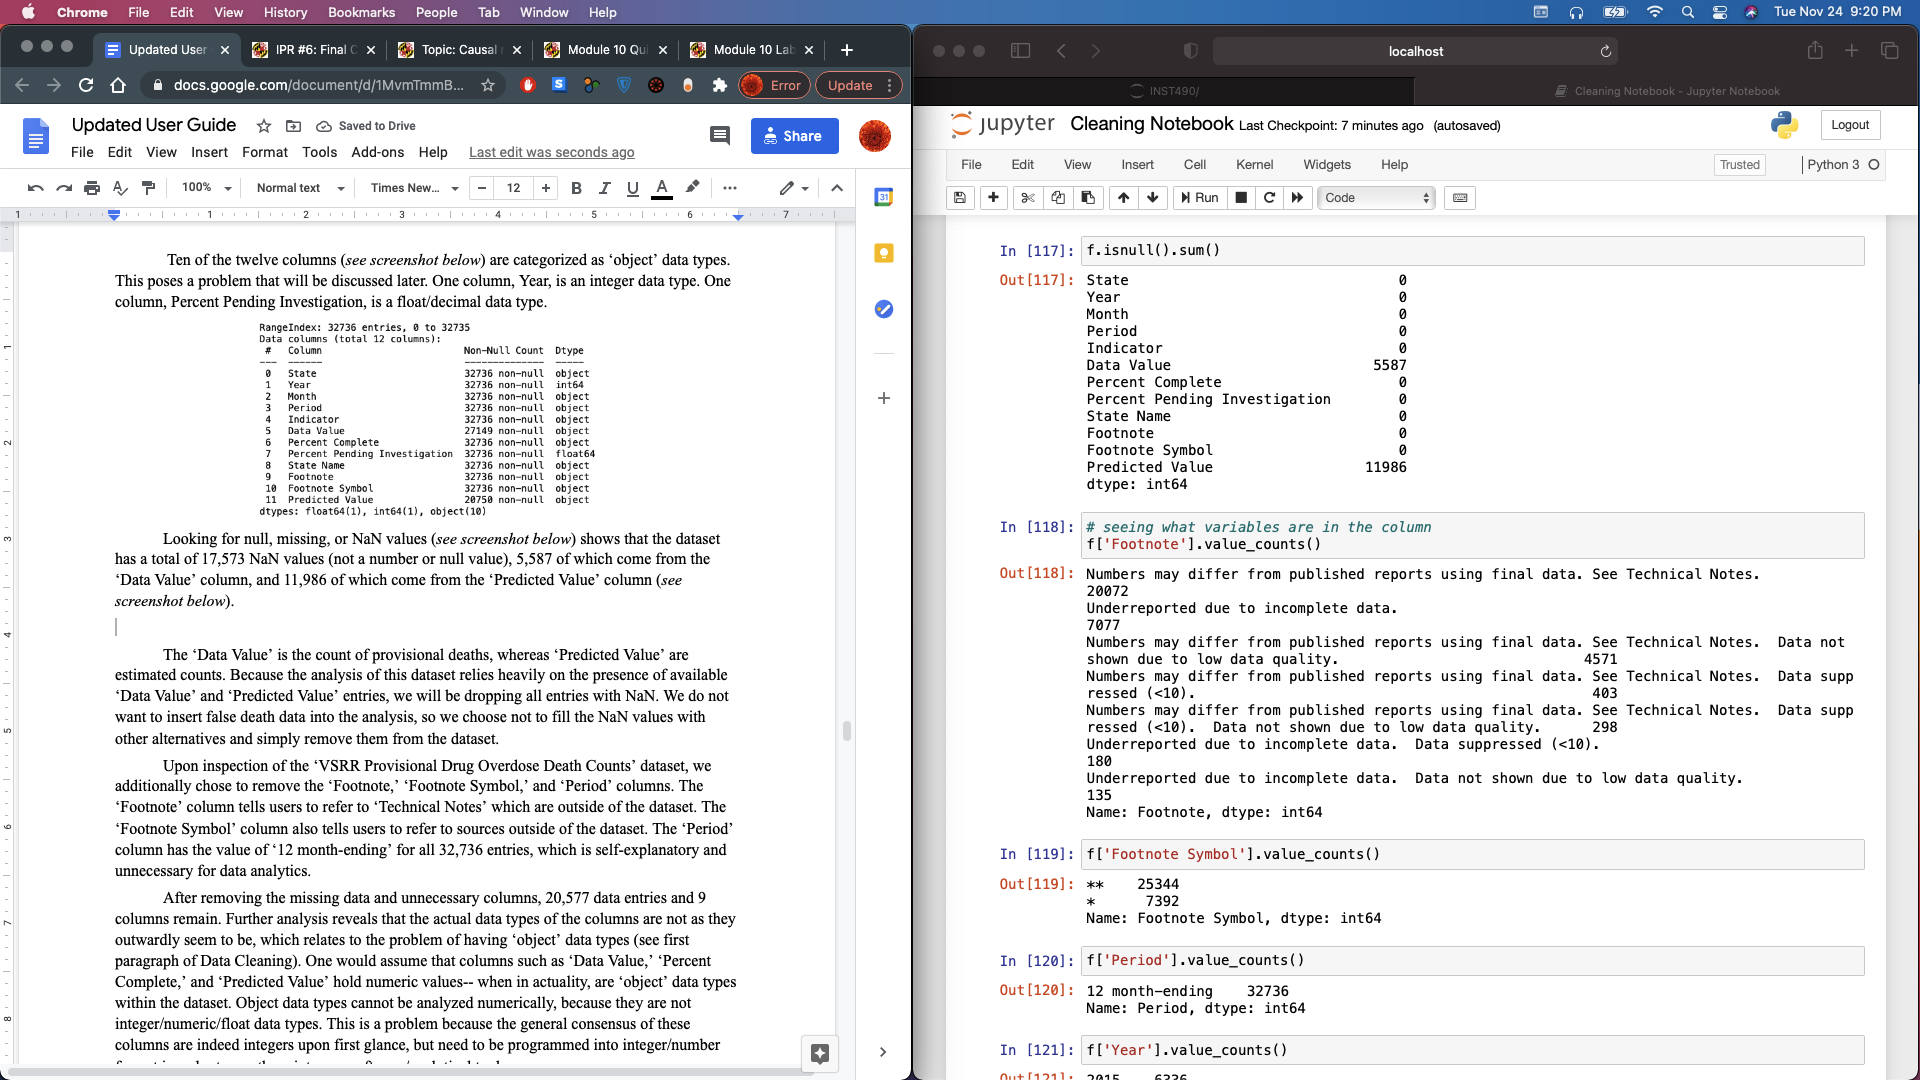 Chrome File Edit View History Bookmarks People Tab Window Help Tue Nov 24 9:20 PM
Updated User IPR #6: Final C Topic: Causal Module 10 Qui Module 10 Lab
docs.google.com/document/d/1MvmTmmB... Error Update
Updated User Guide Saved to Drive
Share
File Edit View Insert Format Tools Add-ons Help Last edit was seconds ago
100% Normal text Times New... 12 B I U A
1 1 2 3 4 5 6 7
Ten of the twelve columns (see screenshot below) are categorized as ‘object’ data types.
This poses a problem that will be discussed later. One column, Year, is an integer data type. One
column, Percent Pending Investigation, is a float/decimal data type.
RangeIndex: 32736 entries, 0 to 32735
Data columns (total 12 columns):
# Column Non-Null Count Dtype
--- ------ -------------- -----
0 State 32736 non-null object
1 Year 32736 non-null int64
2 Month 32736 non-null object
3 Period 32736 non-null object
4 Indicator 32736 non-null object
5 Data Value 27149 non-null object
6 Percent Complete 32736 non-null object
7 Percent Pending Investigation 32736 non-null float64
8 State Name 32736 non-null object
9 Footnote 32736 non-null object
10 Footnote Symbol 32736 non-null object
11 Predicted Value 20750 non-null object
dtypes: float64(1), int64(1), object(10)
Looking for null, missing, or NaN values (see screenshot below) shows that the dataset
has a total of 17,573 NaN values (not a number or null value), 5,587 of which come from the
‘Data Value’ column, and 11,986 of which come from the ‘Predicted Value’ column (see
screenshot below).
The ‘Data Value’ is the count of provisional deaths, whereas ‘Predicted Value’ are
estimated counts. Because the analysis of this dataset relies heavily on the presence of available
‘Data Value’ and ‘Predicted Value’ entries, we will be dropping all entries with NaN. We do not
want to insert false death data into the analysis, so we choose not to fill the NaN values with
other alternatives and simply remove them from the dataset.
Upon inspection of the ‘VSRR Provisional Drug Overdose Death Counts’ dataset, we
additionally chose to remove the ‘Footnote,’ ‘Footnote Symbol,’ and ‘Period’ columns. The
‘Footnote’ column tells users to refer to ‘Technical Notes’ which are outside of the dataset. The
‘Footnote Symbol’ column also tells users to refer to sources outside of the dataset. The ‘Period’
column has the value of ‘12 month-ending’ for all 32,736 entries, which is self-explanatory and
unnecessary for data analytics.
After removing the missing data and unnecessary columns, 20,577 data entries and 9
columns remain. Further analysis reveals that the actual data types of the columns are not as they
outwardly seem to be, which relates to the problem of having ‘object’ data types (see first
paragraph of Data Cleaning). One would assume that columns such as ‘Data Value,’ ‘Percent
Complete,’ and ‘Predicted Value’ hold numeric values-- when in actuality, are ‘object’ data types
within the dataset. Object data types cannot be analyzed numerically, because they are not
integer/numeric/float data types. This is a problem because the general consensus of these
columns are indeed integers upon first glance, but need to be programmed into integer/number
localhost
INST490/ Cleaning Notebook - Jupyter Notebook
jupyter Cleaning Notebook Last Checkpoint: 7 minutes ago (autosaved) Logout
File Edit View Insert Cell Kernel Widgets Help Trusted Python 3
Run Code
In [117]: f.isnull().sum()
Out[117]: State 0
Year 0
Month 0
Period 0
Indicator 0
Data Value 5587
Percent Complete 0
Percent Pending Investigation 0
State Name 0
Footnote 0
Footnote Symbol 0
Predicted Value 11986
dtype: int64
In [118]: # seeing what variables are in the column
f['Footnote'].value_counts()
Out[118]: Numbers may differ from published reports using final data. See Technical Notes.
20072
Underreported due to incomplete data.
7077
Numbers may differ from published reports using final data. See Technical Notes. Data not
shown due to low data quality. 4571
Numbers may differ from published reports using final data. See Technical Notes. Data supp
ressed (<10). 403
Numbers may differ from published reports using final data. See Technical Notes. Data supp
ressed (<10). Data not shown due to low data quality. 298
Underreported due to incomplete data. Data suppressed (<10).
180
Underreported due to incomplete data. Data not shown due to low data quality.
135
Name: Footnote, dtype: int64
In [119]: f['Footnote Symbol'].value_counts()
Out[119]: ** 25344
* 7392
Name: Footnote Symbol, dtype: int64
In [120]: f['Period'].value_counts()
Out[120]: 12 month-ending 32736
Name: Period, dtype: int64
In [121]: f['Year'].value_counts()
Out[121]: 2015 6336